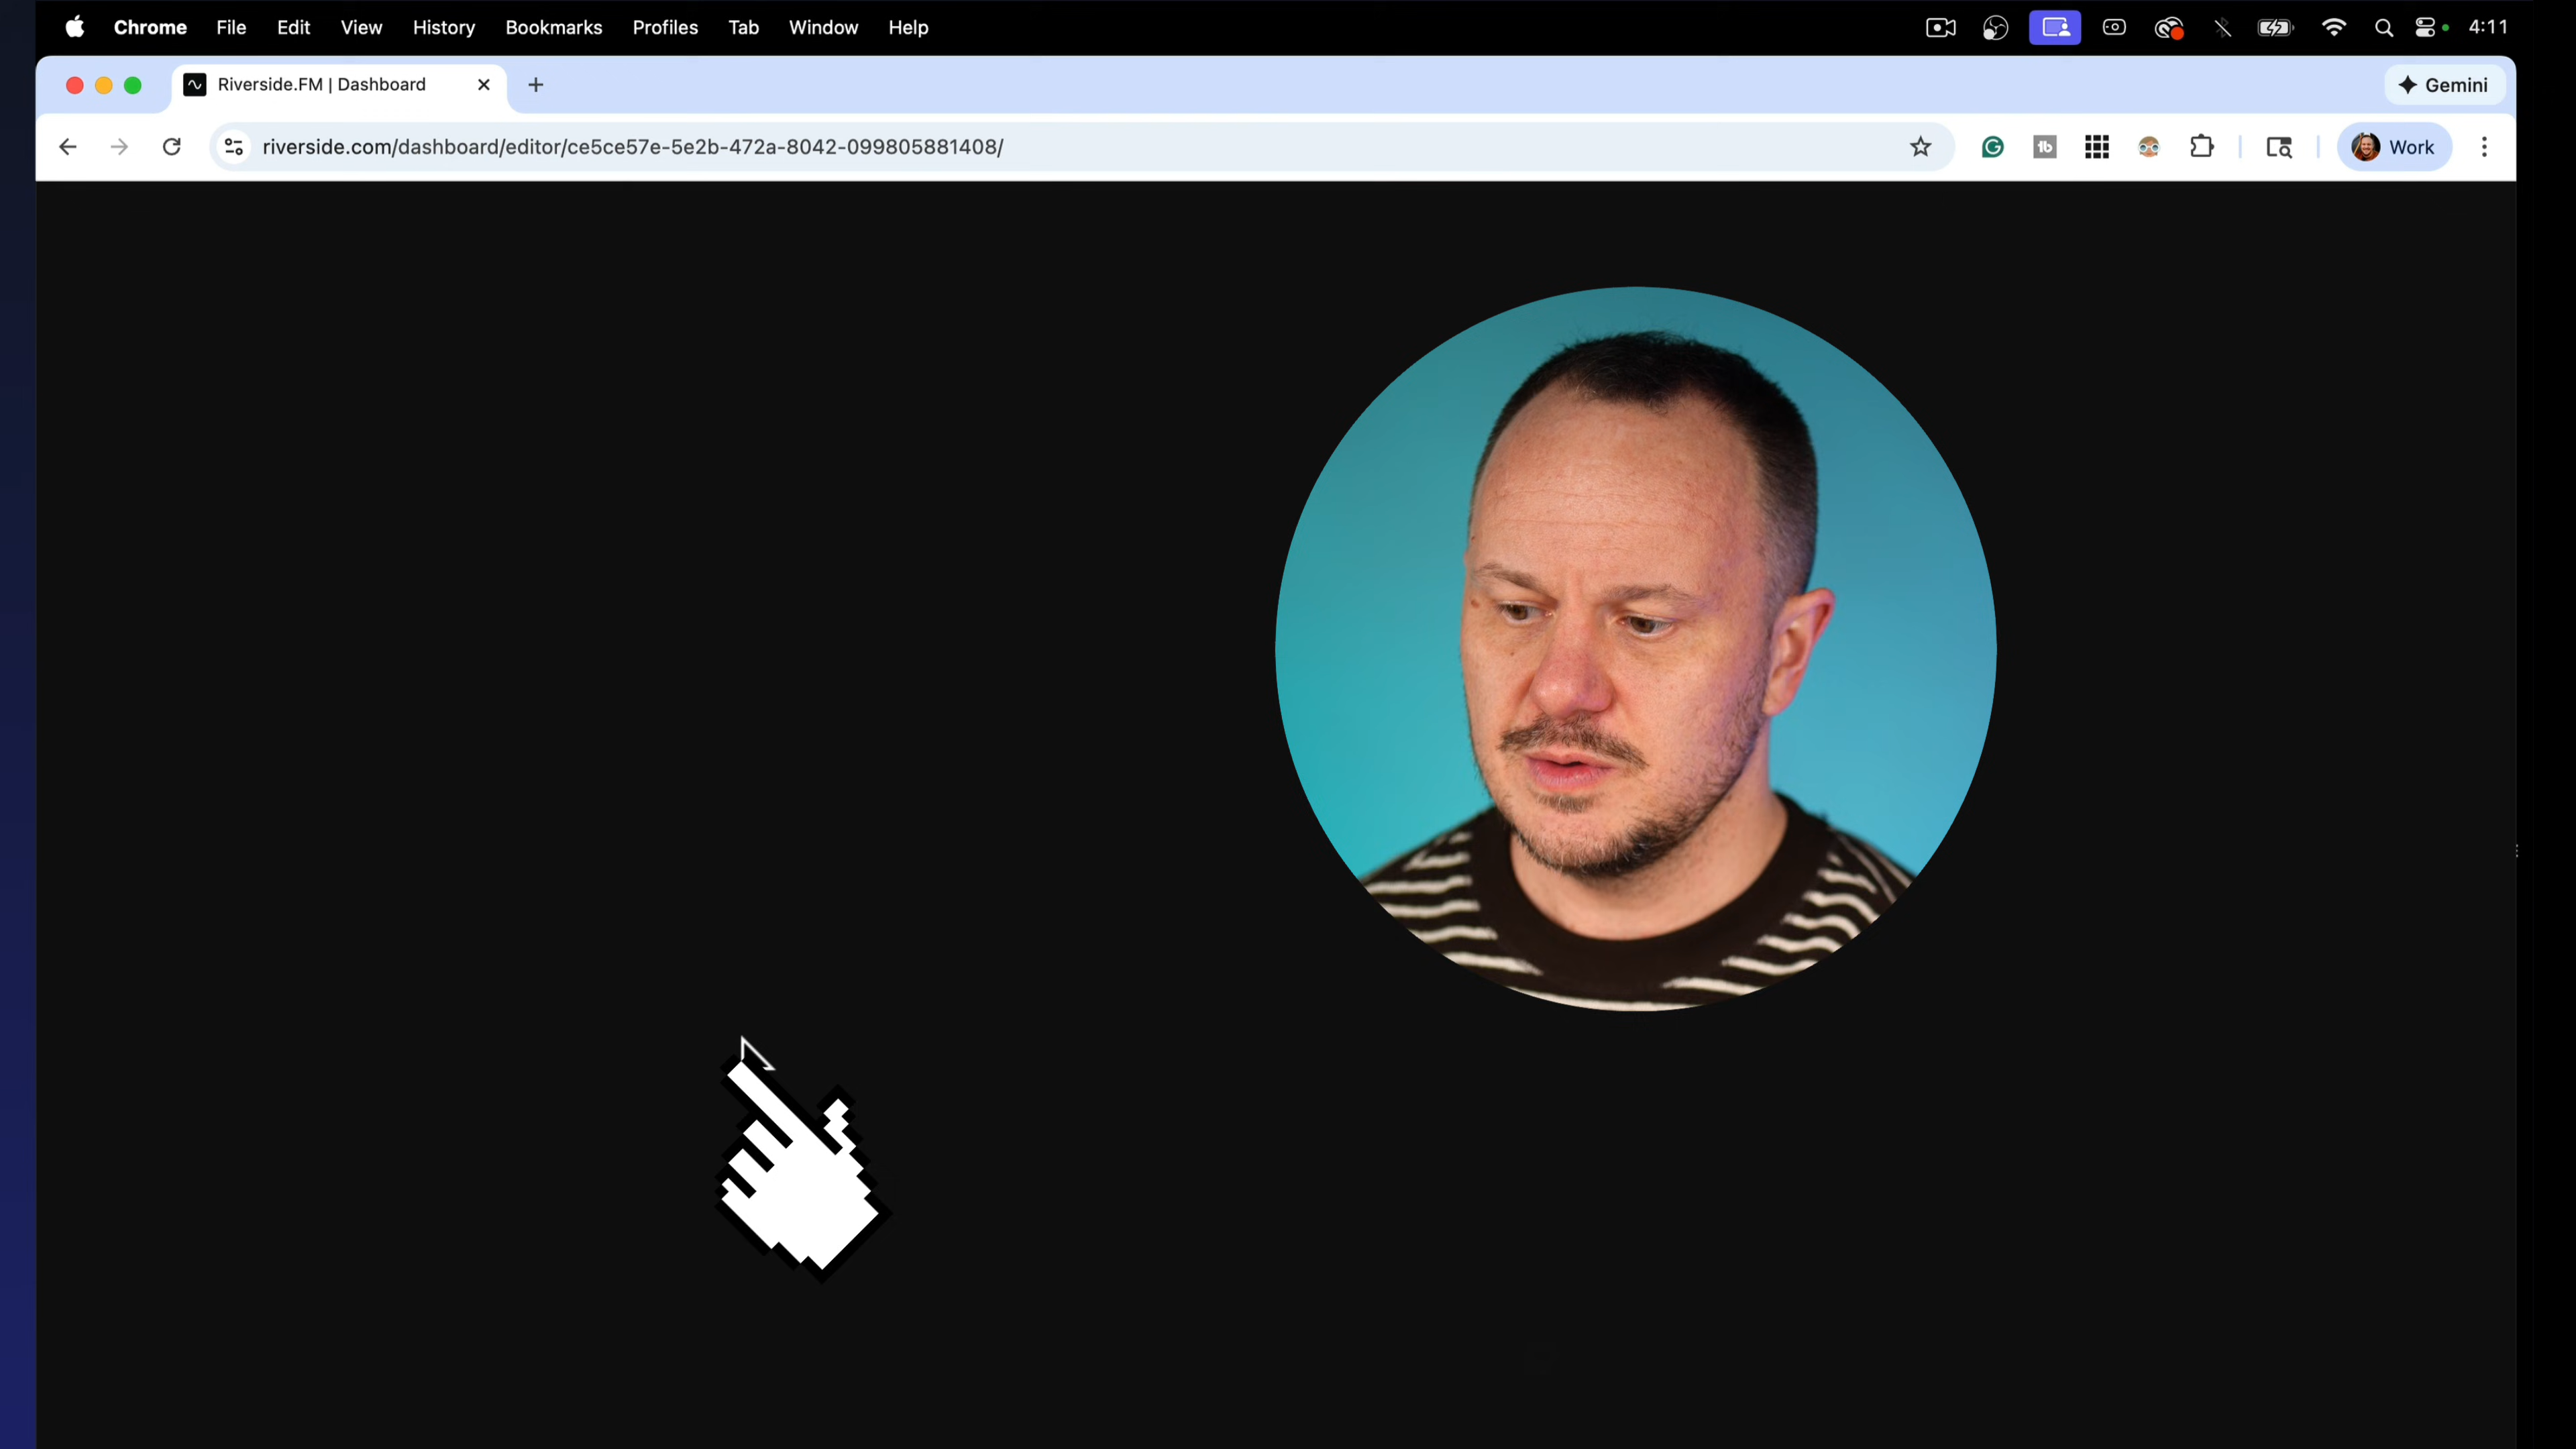 Chrome File Edit View History Bookmarks Profiles Tab Window Help 4:11
Riverside.FM | Dashboard
Gemini
riverside.com/dashboard/editor/ce5ce57e-5e2b-472a-8042-099805881408/
tb
Work